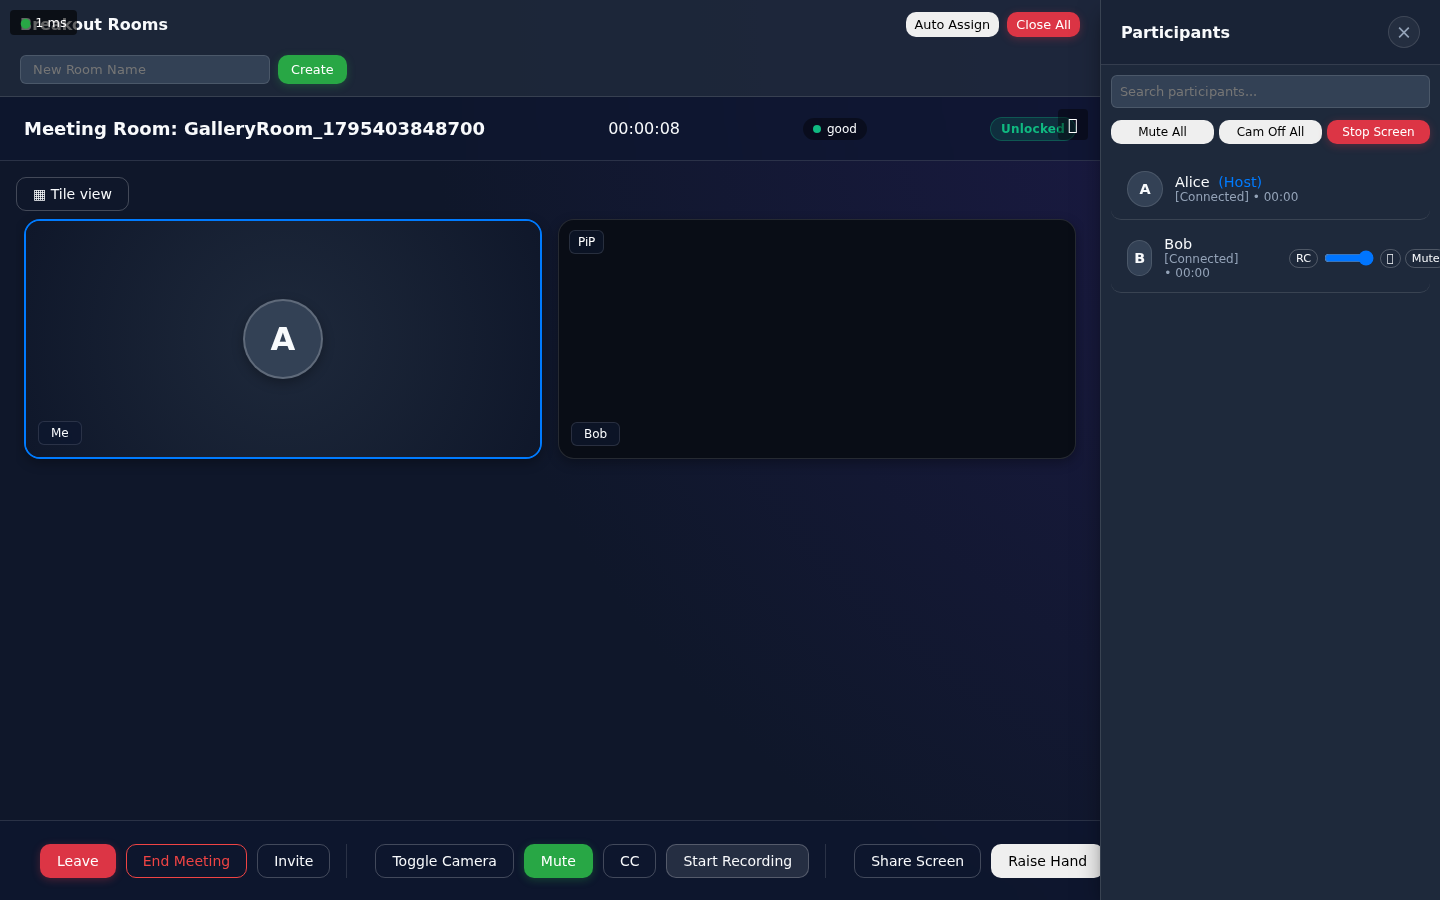 Breakout Rooms
1 ms
Auto Assign
Close All
New Room Name
Create
Meeting Room: GalleryRoom_1795403848700
00:00:08
good
Unlocked
▦ Tile view
A
Me
PiP
Bob
Leave
End Meeting
Invite
Toggle Camera
Mute
CC
Start Recording
Share Screen
Raise Hand
Participants
×
Search participants...
Mute All
Cam Off All
Stop Screen
A
Alice (Host)
[Connected] • 00:00
B
Bob
[Connected]
• 00:00
RC
Mute